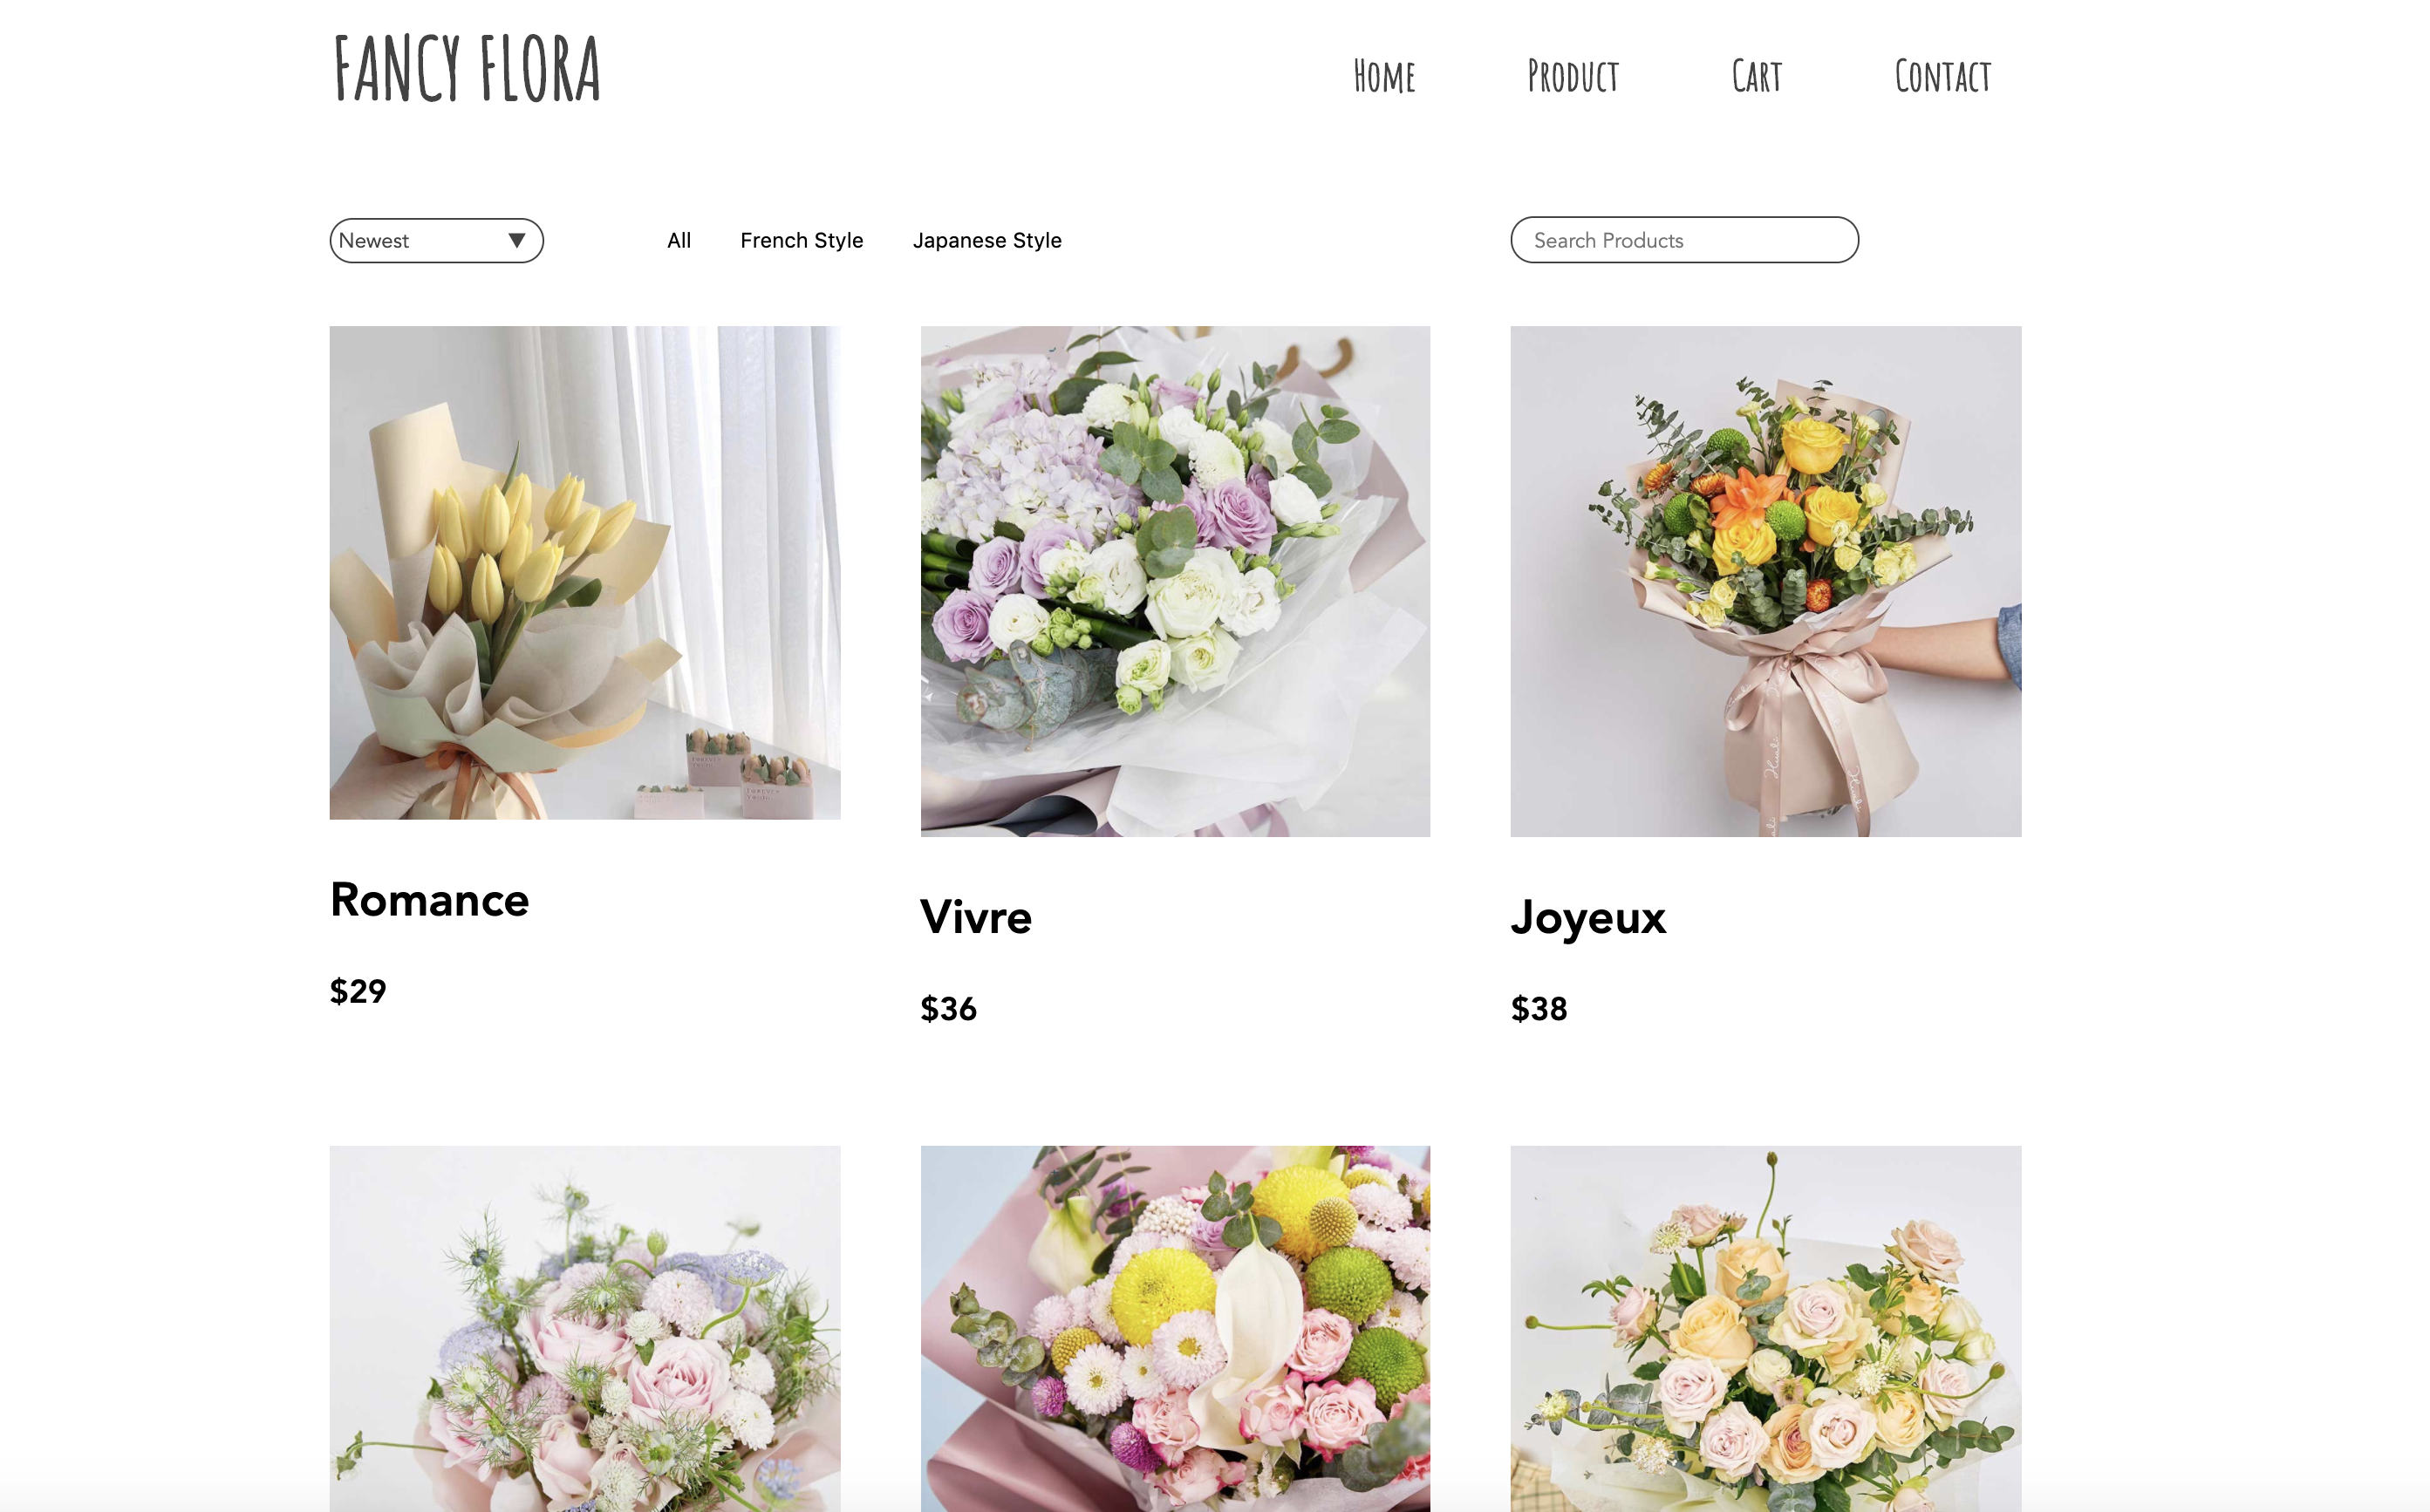 FANCY FLORA
Home Product Cart Contact
Newest All French Style Japanese Style Search Products
Romance Vivre Joyeux
$29 $36 $38